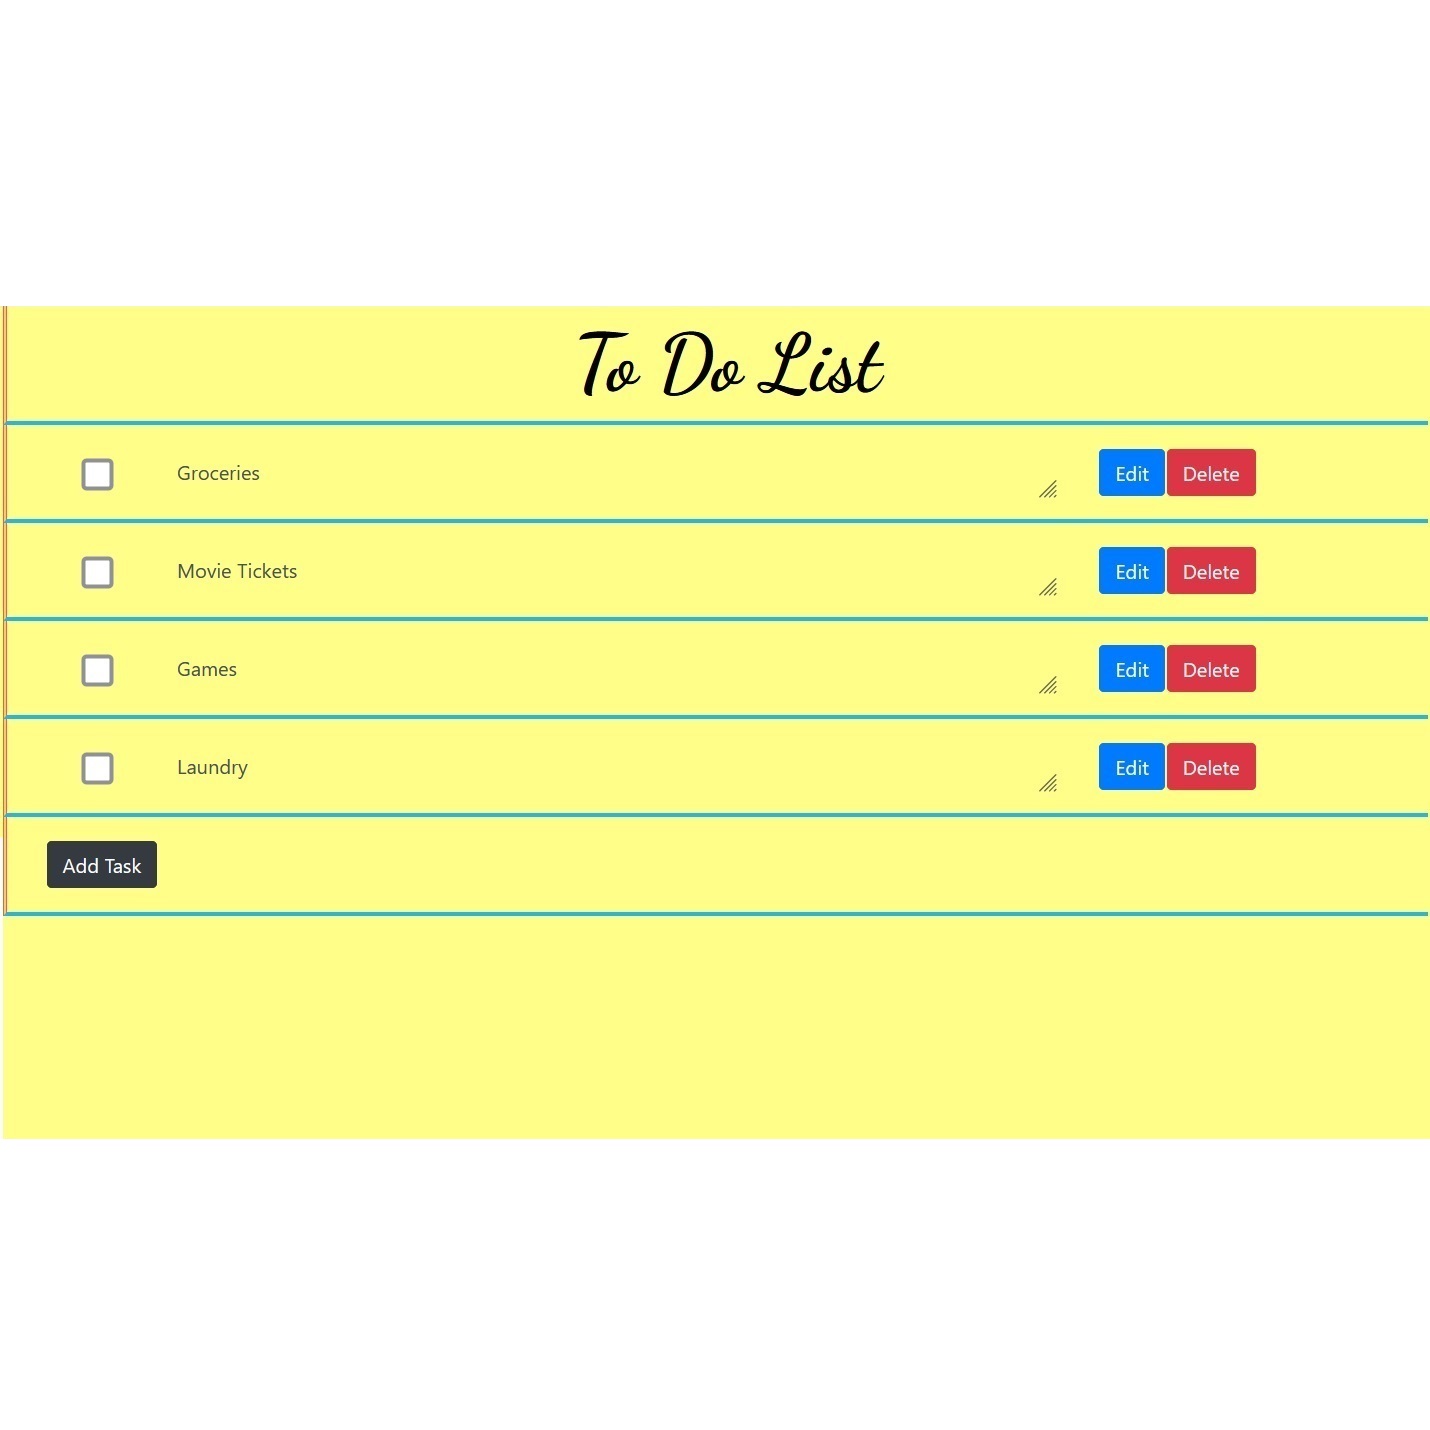 To Do List
Groceries Edit Delete
Movie Tickets Edit Delete
Games Edit Delete
Laundry Edit Delete
Add Task